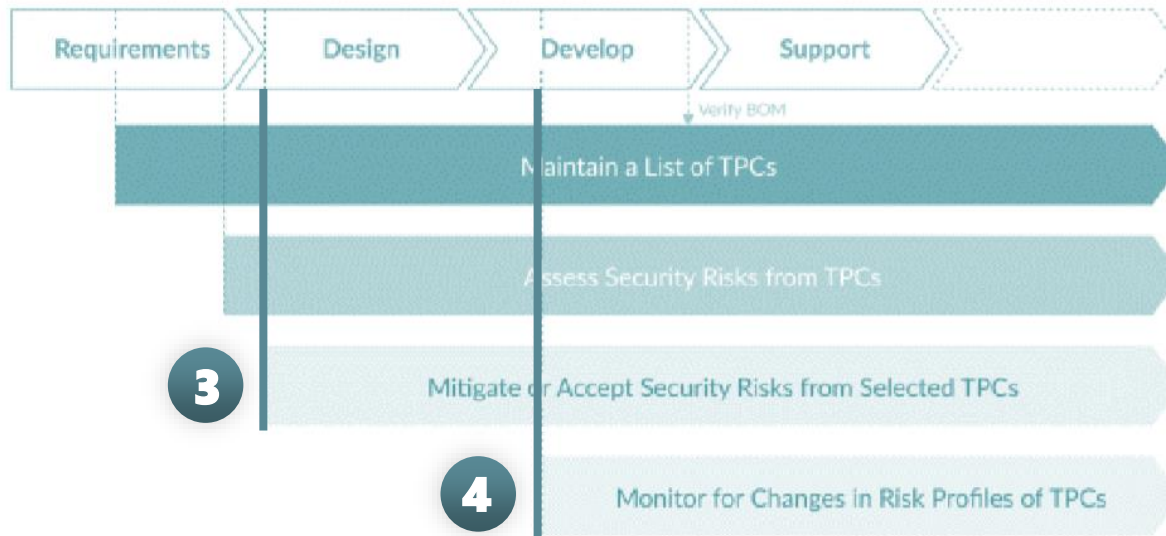 Requirements Design Develop Support
Verify BOM
Maintain a List of TPCs
Assess Security Risks from TPCs
3 Mitigate or Accept Security Risks from Selected TPCs
4 Monitor for Changes in Risk Profiles of TPCs